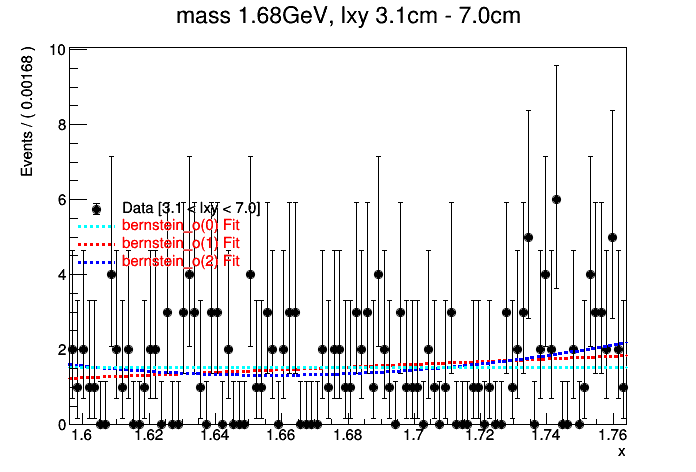 mass 1.68GeV, lxy 3.1cm - 7.0cm
Events / ( 0.00168 )
10
8
6
4
2
0
Data [3.1 < lxy < 7.0]
bernstein_o(0) Fit
bernstein_o(1) Fit
bernstein_o(2) Fit
1.6 1.62 1.64 1.66 1.68 1.7 1.72 1.74 1.76
x